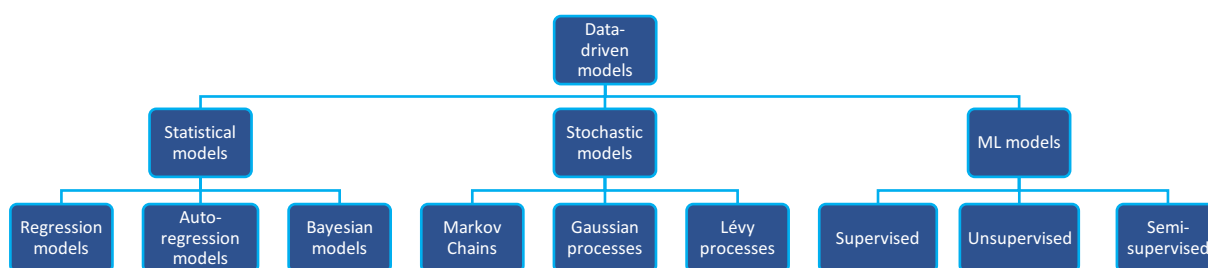 Data-
driven
models
Statistical
models
Stochastic
models
ML models
Regression
models
Auto-
regression
models
Bayesian
models
Markov
Chains
Gaussian
processes
Lévy
processes
Supervised
Unsupervised
Semi-
supervised